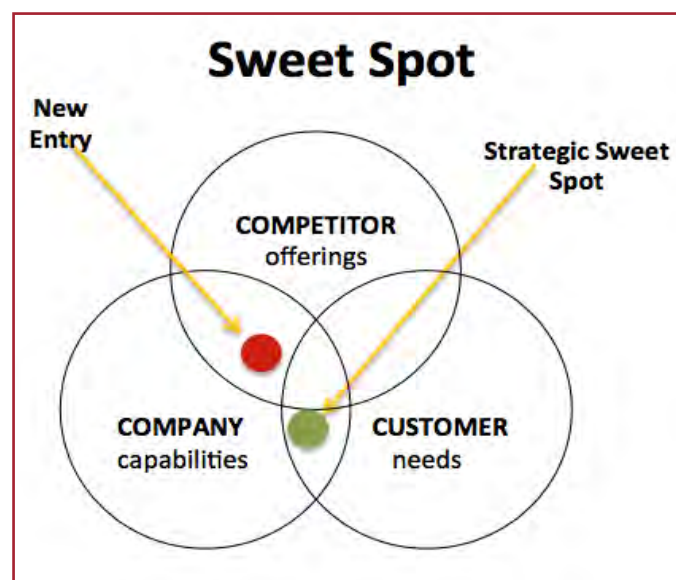 Sweet Spot
New
Entry
Strategic Sweet
Spot
COMPETITOR
offerings
COMPANY
capabilities
CUSTOMER
needs